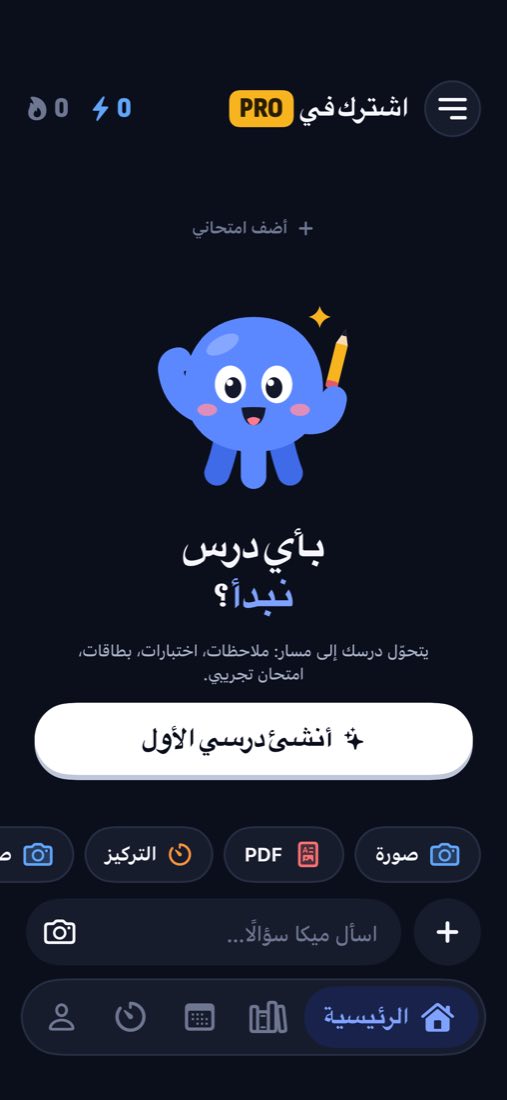 اشترك في PRO
0
0
+ أضف امتحاني
بأي درس
نبدأ؟
يتحوّل درسك إلى مسار: ملاحظات، اختبارات، بطاقات،
امتحان تجريبي.
أنشئ درسي الأول
صورة
PDF
التركيز
اسأل ميكا سؤالًا...
الرئيسية